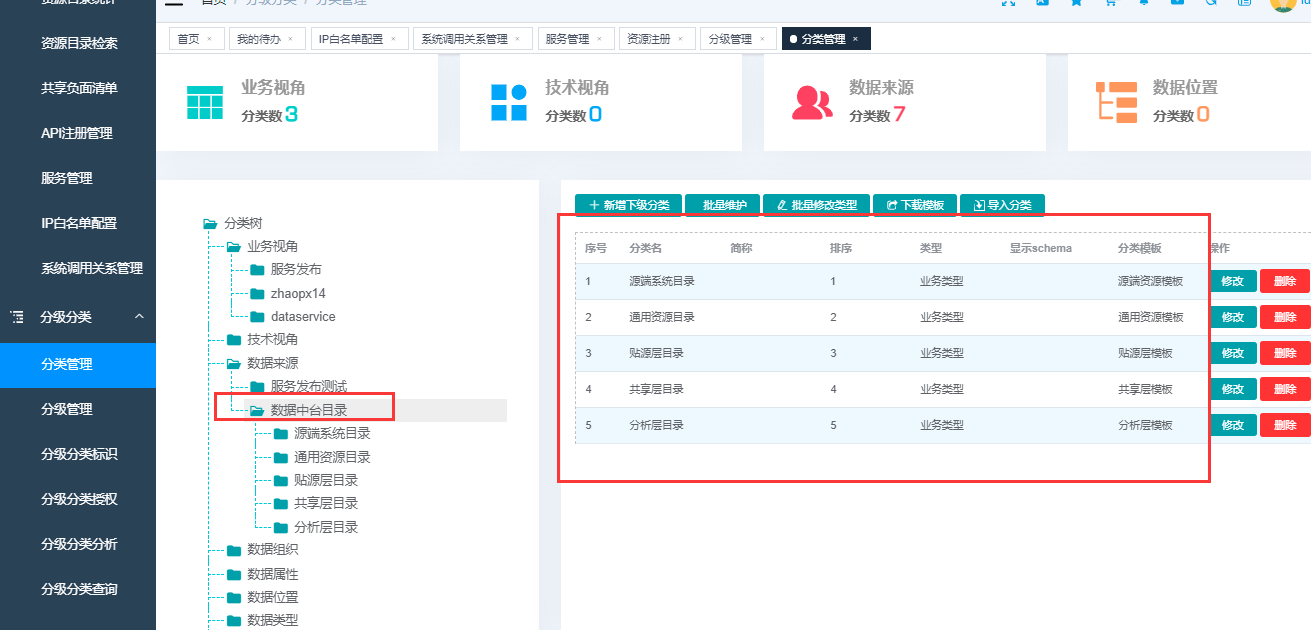 资源目录统计
资源目录检索
共享负面清单
API注册管理
服务管理
IP白名单配置
系统调用关系管理
分级分类
分类管理
分级管理
分级分类标识
分级分类授权
分级分类分析
分级分类查询
首页 / 分级分类 / 分类管理
首页 × 我的待办 × IP白名单配置 × 系统调用关系管理 × 服务管理 × 资源注册 × 分级管理 × 分类管理 ×
业务视角
分类数 3
技术视角
分类数 0
数据来源
分类数 7
数据位置
分类数 0
分类树
业务视角
服务发布
zhaopx14
dataservice
技术视角
数据来源
服务发布测试
数据中台目录
源端系统目录
通用资源目录
贴源层目录
共享层目录
分析层目录
数据组织
数据属性
数据位置
数据类型
新增下级分类 批量维护 批量修改类型 下载模板 导入分类
序号 分类名 简称 排序 类型 显示schema 分类模板 操作
1 源端系统目录 1 业务类型 源端资源模板 修改 删除
2 通用资源目录 2 业务类型 通用资源模板 修改 删除
3 贴源层目录 3 业务类型 贴源层模板 修改 删除
4 共享层目录 4 业务类型 共享层模板 修改 删除
5 分析层目录 5 业务类型 分析层模板 修改 删除